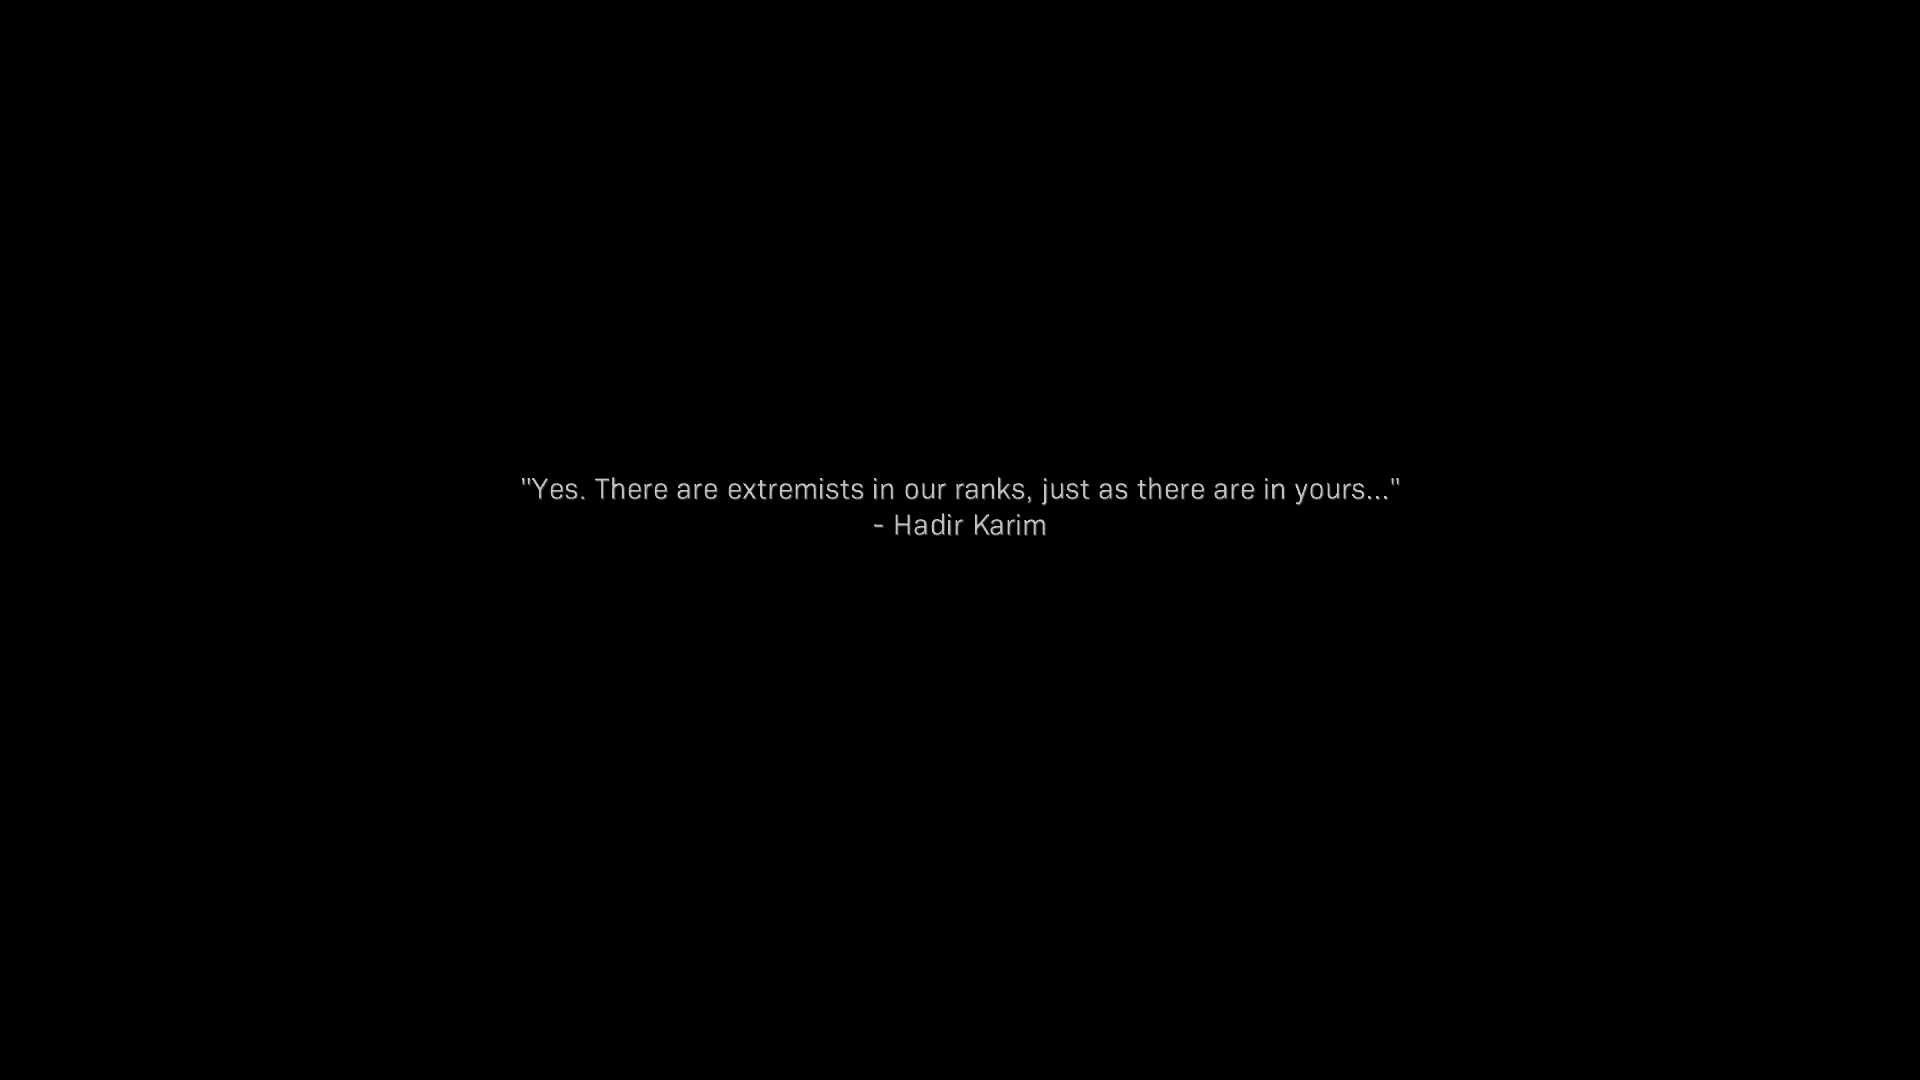 "Yes. There are extremists in our ranks, just as there are in yours..."
- Hadir Karim